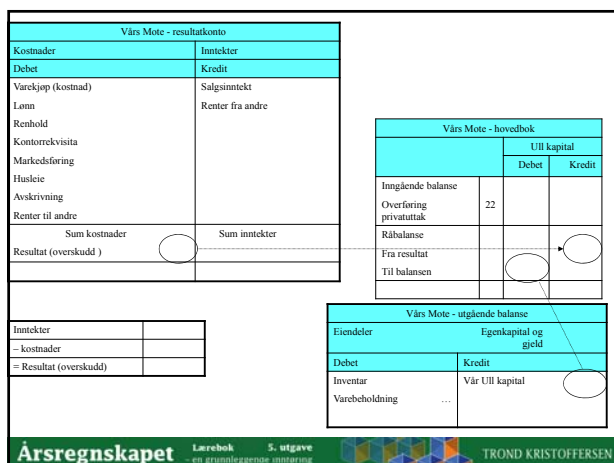 Vårs Mote - resultatkonto
Kostnader Inntekter
Debet Kredit
Varekjøp (kostnad) Salgsinntekt
Lønn Renter fra andre
Renhold
Kontorrekvisita
Markedsføring
Husleie
Avskrivning
Renter til andre
Sum kostnader Sum inntekter
Resultat (overskudd )
Vårs Mote - hovedbok
Ull kapital
Debet Kredit
Inngående balanse
Overføring 22
privatuttak
Råbalanse
Fra resultat
Til balansen
Inntekter
– kostnader
= Resultat (overskudd)
Vårs Mote - utgående balanse
Eiendeler Egenkapital og
gjeld
Debet Kredit
Inventar Vår Ull kapital
Varebeholdning ...
Årsregnskapet Lærebok 5. utgave
- en grunnleggende innføring
TROND KRISTOFFERSEN